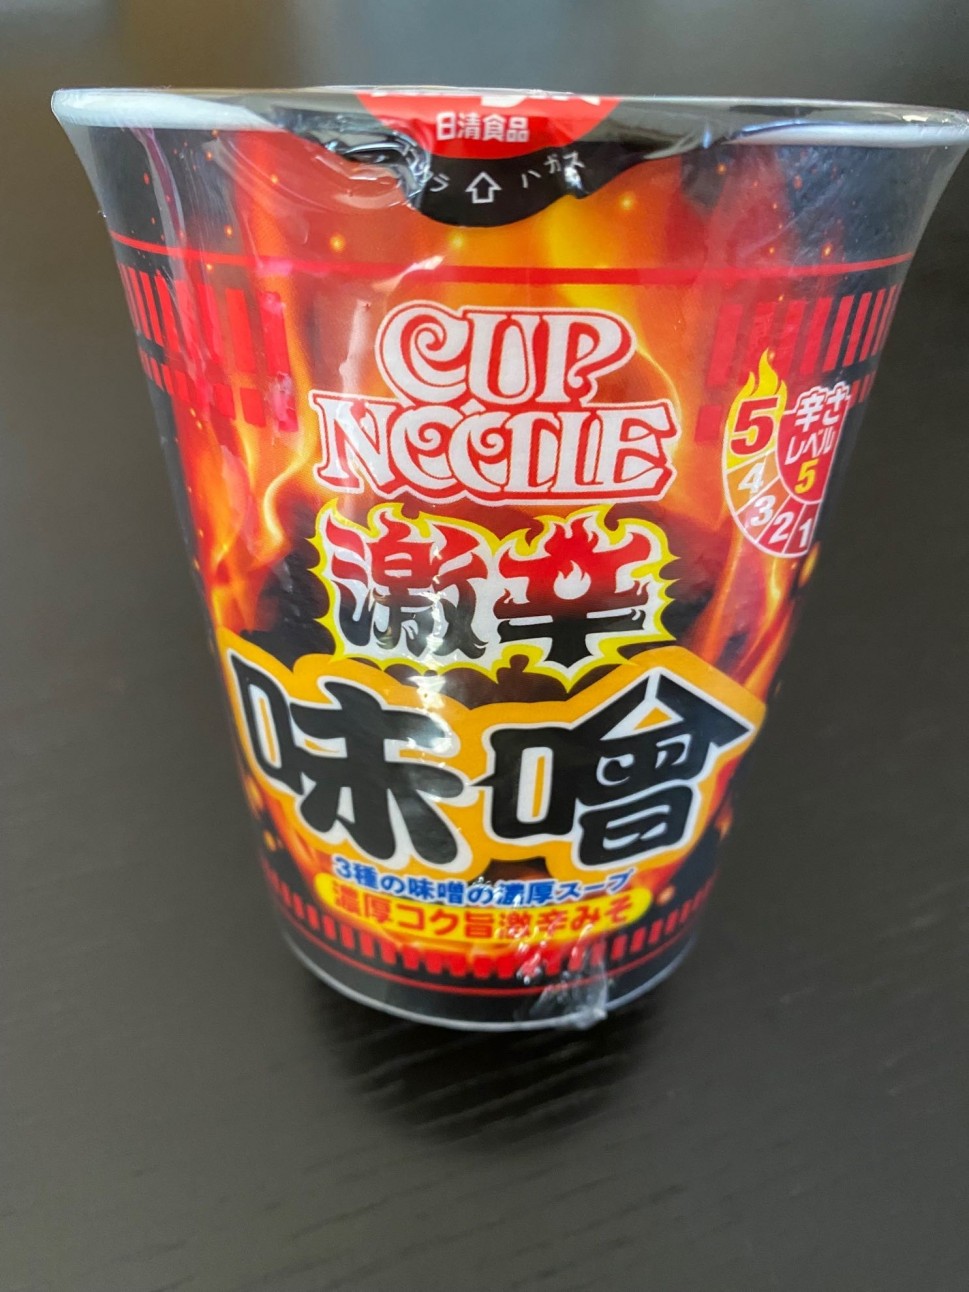 日清食品
ハガス
CUP
NOODLE
激辛
味噌
5
辛さ
レベル
5
4
3
2
1
3種の味噌の濃厚スープ
濃厚コク旨激辛みそ